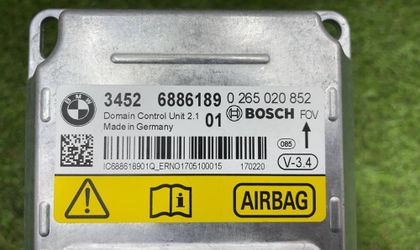 BMW
3452 6886189 0 265 020 852
Domain Control Unit 2.1 01 BOSCH FOV
Made in Germany
085
IC688618901Q_ERNO1705100015 170220
V-3.4
AIRBAG